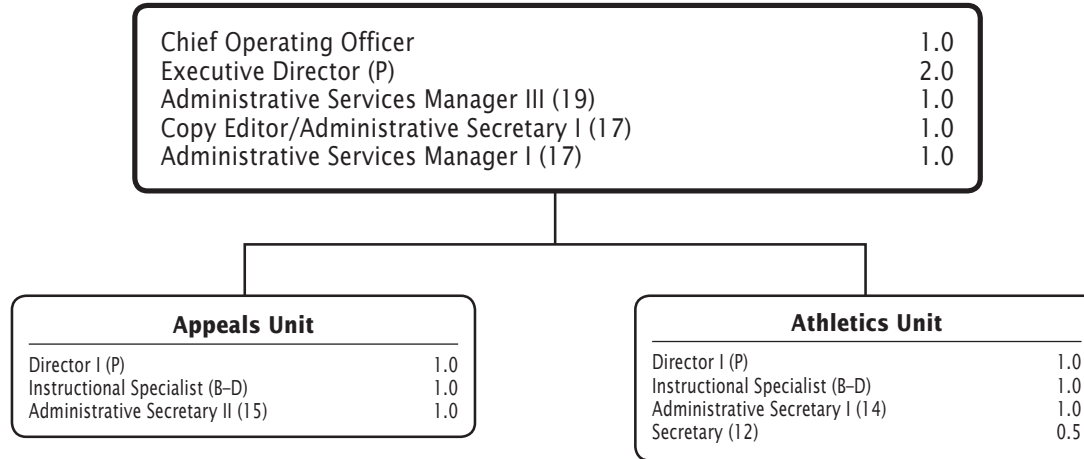 Chief Operating Officer 1.0
Executive Director (P) 2.0
Administrative Services Manager III (19) 1.0
Copy Editor/Administrative Secretary I (17) 1.0
Administrative Services Manager I (17) 1.0
Appeals Unit
Director I (P) 1.0
Instructional Specialist (B–D) 1.0
Administrative Secretary II (15) 1.0
Athletics Unit
Director I (P) 1.0
Instructional Specialist (B–D) 1.0
Administrative Secretary I (14) 1.0
Secretary (12) 0.5